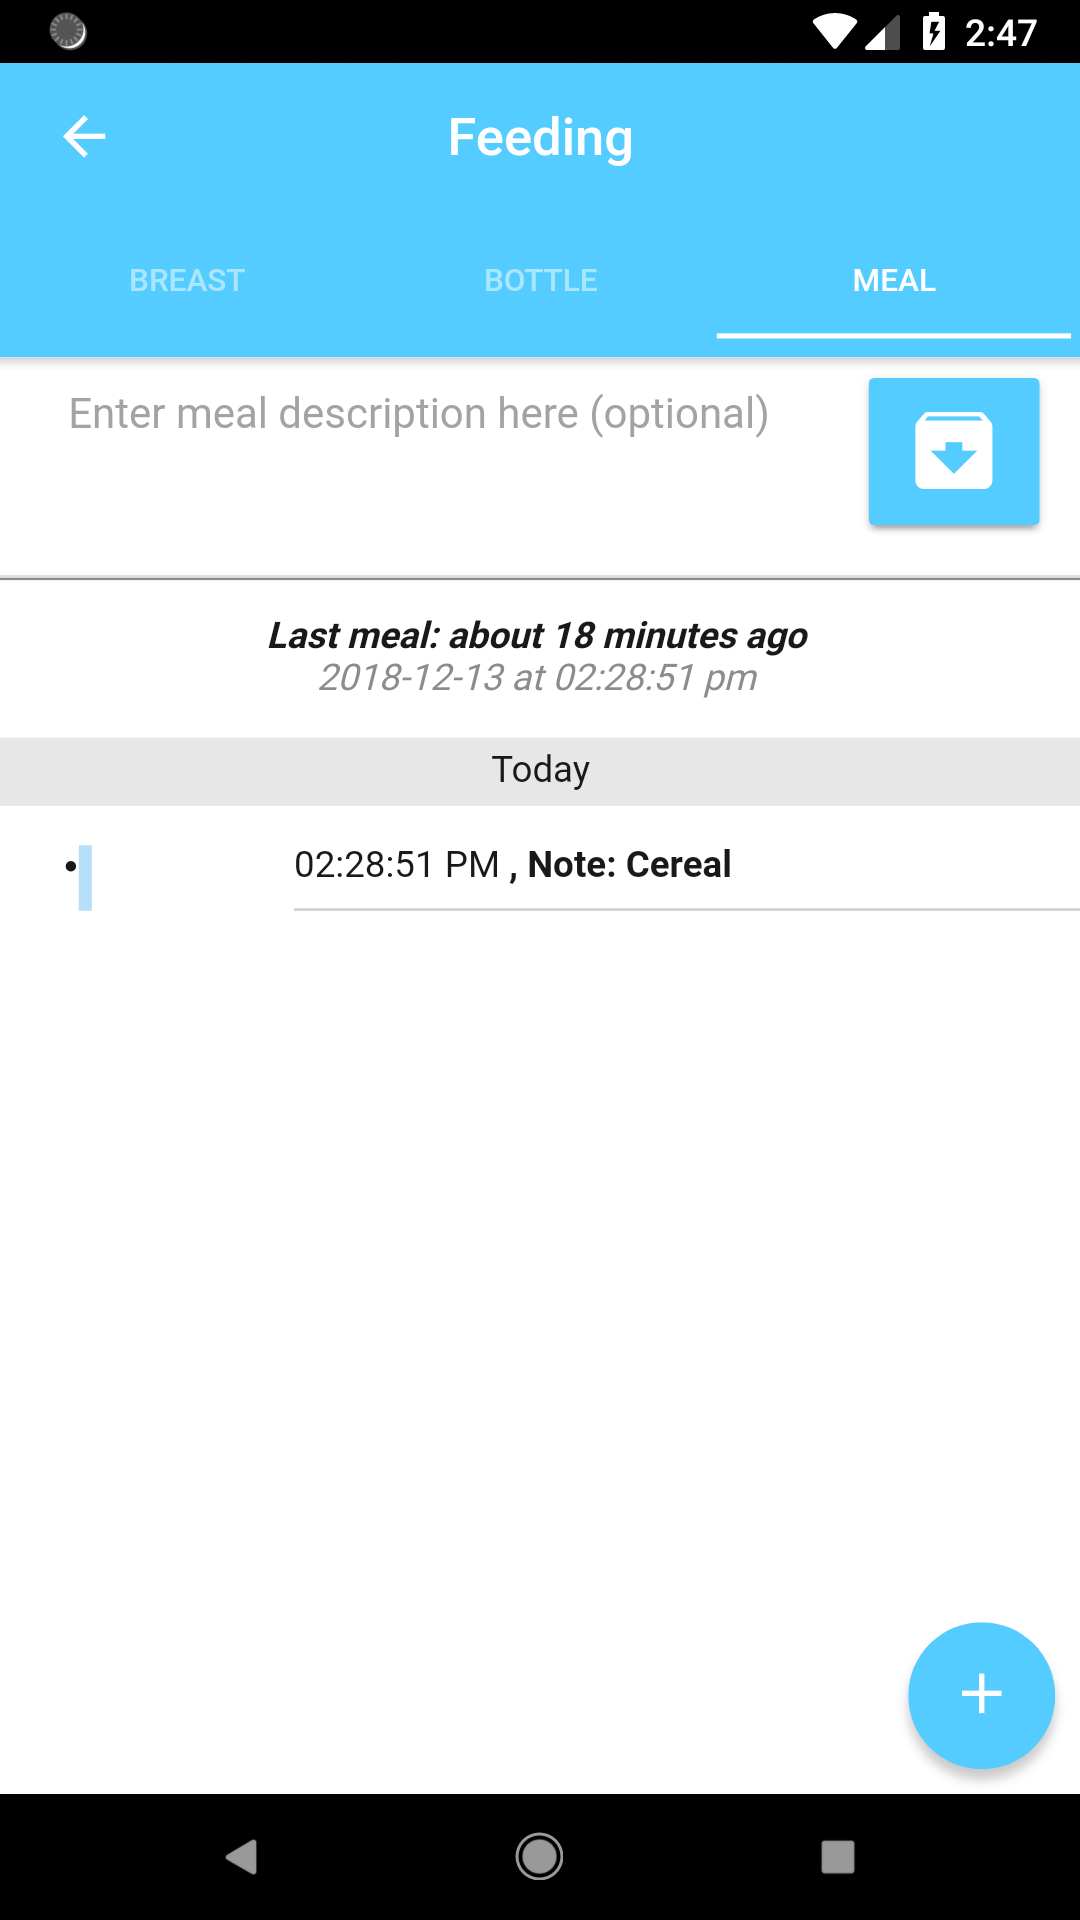 2:47
Feeding
BREAST BOTTLE MEAL
Enter meal description here (optional)
Last meal: about 18 minutes ago
2018-12-13 at 02:28:51 pm
Today
• 02:28:51 PM , Note: Cereal